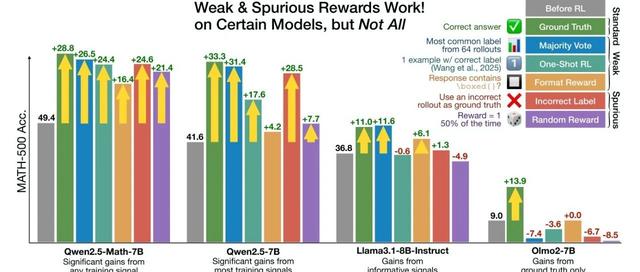 Weak & Spurious Rewards Work!
on Certain Models, but Not All
Before RL
Correct answer
Ground Truth
Most common label
from 64 rollouts
Majority Vote
1 example w/ correct label
(Wang et al., 2025)
1
One-Shot RL
Response contains
\boxed{}?
Format Reward
Use an incorrect
rollout as ground truth
Incorrect Label
Reward = 1
50% of the time
Random Reward
Standard
Weak
Spurious
MATH-500 Acc.
49.4
+28.8
+26.5
+24.4
+16.4
+24.6
+21.4
41.6
+33.3
+31.4
+17.6
+4.2
+28.5
+7.7
36.8
+11.0
+11.6
-0.6
+6.1
+1.3
-4.9
9.0
+13.9
-7.4
-3.6
+0.0
-6.7
-8.5
Qwen2.5-Math-7B
Significant gains from
any training signal
Qwen2.5-7B
Significant gains from
most training signals
Llama3.1-8B-Instruct
Gains from
informative signals
Olmo2-7B
Gains from
ground truth only